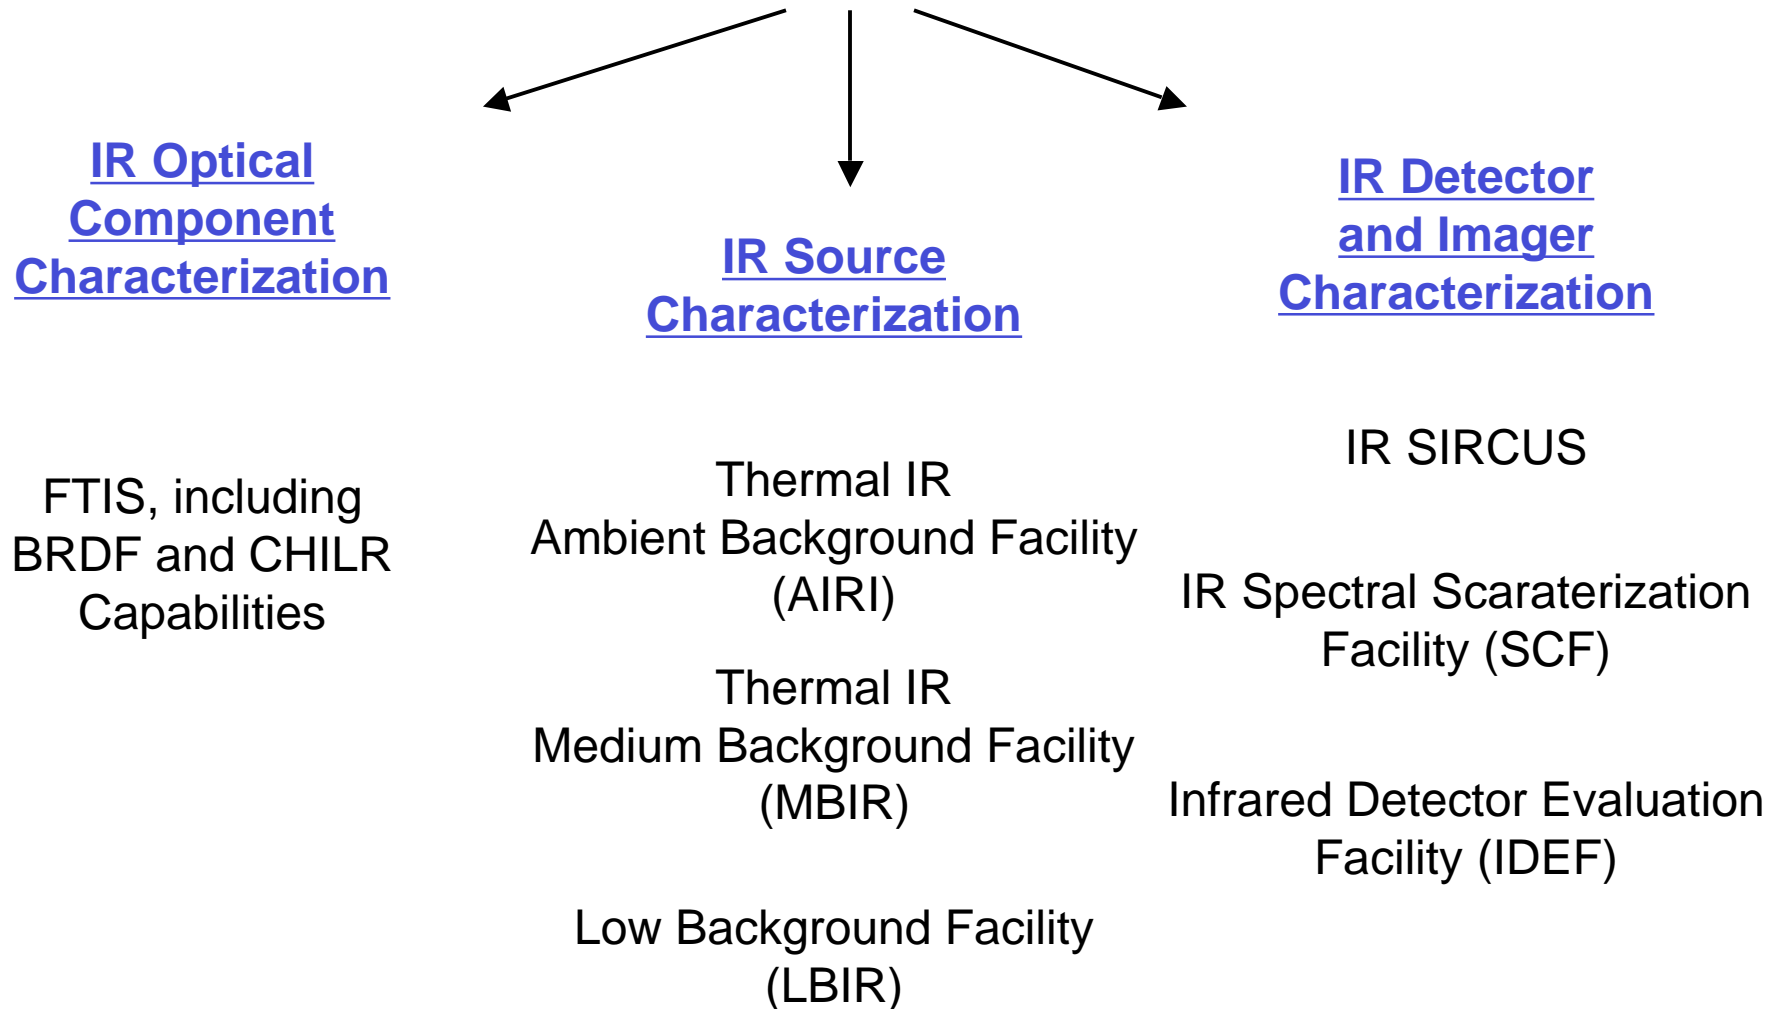 IR Optical
Component
Characterization
FTIS, including
BRDF and CHILR
Capabilities
IR Source
Characterization
Thermal IR
Ambient Background Facility
(AIRI)
Thermal IR
Medium Background Facility
(MBIR)
Low Background Facility
(LBIR)
IR Detector
and Imager
Characterization
IR SIRCUS
IR Spectral Scaraterization
Facility (SCF)
Infrared Detector Evaluation
Facility (IDEF)